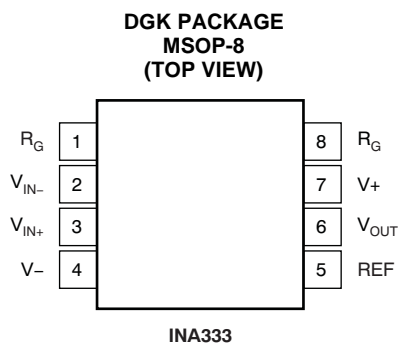 DGK PACKAGE
MSOP-8
(TOP VIEW)
R_G 1 8 R_G
V_IN– 2 7 V+
V_IN+ 3 6 V_OUT
V– 4 5 REF
INA333